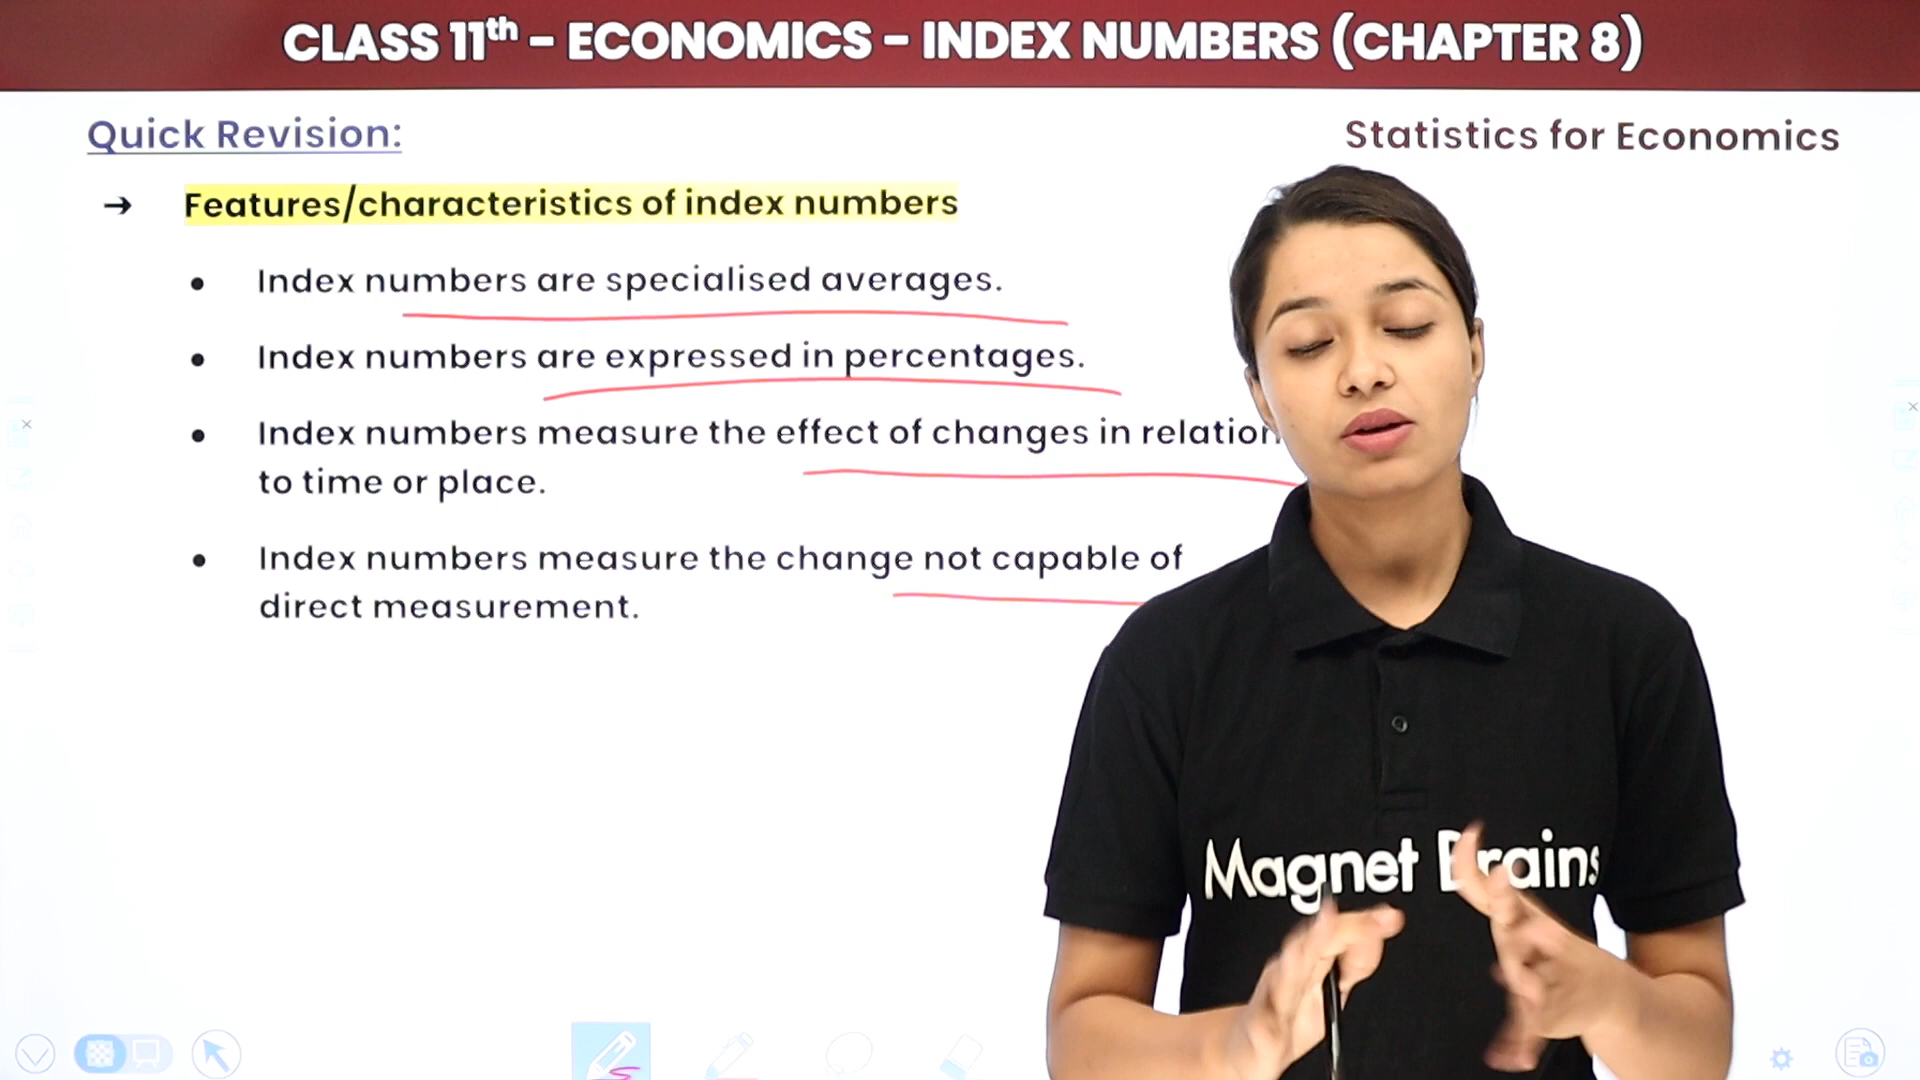 CLASS 11th – ECONOMICS – INDEX NUMBERS (CHAPTER 8)
Quick Revision:
Statistics for Economics
→ Features/characteristics of index numbers
• Index numbers are specialised averages.
• Index numbers are expressed in percentages.
• Index numbers measure the effect of changes in relation
to time or place.
• Index numbers measure the change not capable of
direct measurement.
Magnet Brains